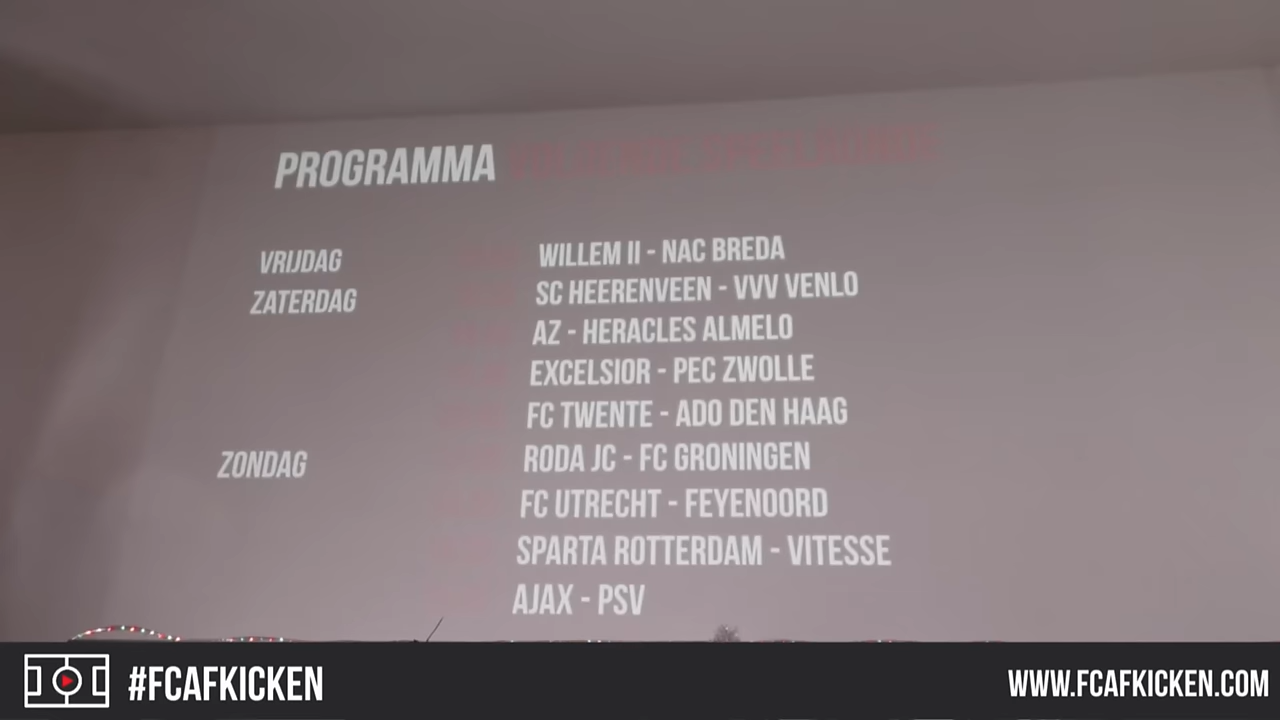 PROGRAMMA VOLGENDE SPEELRONDE
VRIJDAG WILLEM II - NAC BREDA
ZATERDAG SC HEERENVEEN - VVV VENLO
AZ - HERACLES ALMELO
EXCELSIOR - PEC ZWOLLE
FC TWENTE - ADO DEN HAAG
ZONDAG RODA JC - FC GRONINGEN
FC UTRECHT - FEYENOORD
SPARTA ROTTERDAM - VITESSE
AJAX - PSV
#FCAFKICKEN
WWW.FCAFKICKEN.COM